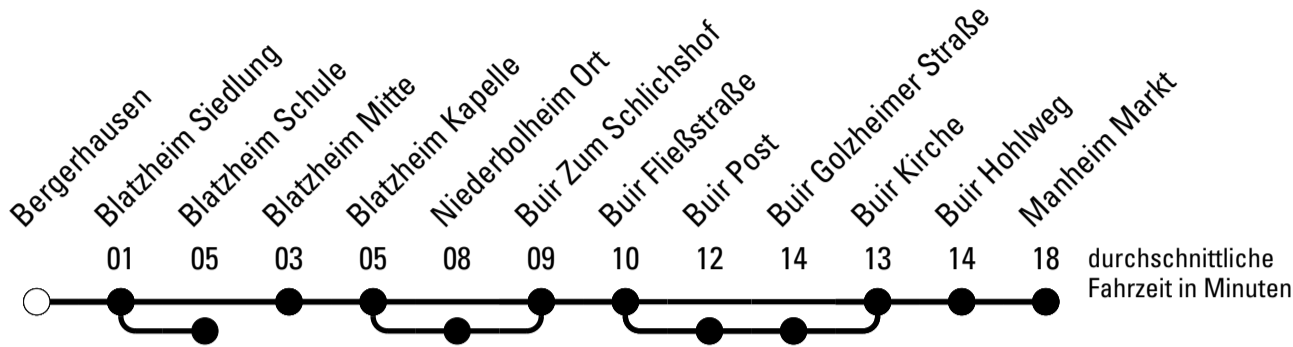 Bergerhausen
Blatzheim Siedlung
Blatzheim Schule
Blatzheim Mitte
Blatzheim Kapelle
Niederbolheim Ort
Buir Zum Schlichshof
Buir Fließstraße
Buir Post
Buir Golzheimer Straße
Buir Kirche
Buir Hohlweg
Manheim Markt
01 05 03 05 08 09 10 12 14 13 14 18
durchschnittliche
Fahrzeit in Minuten